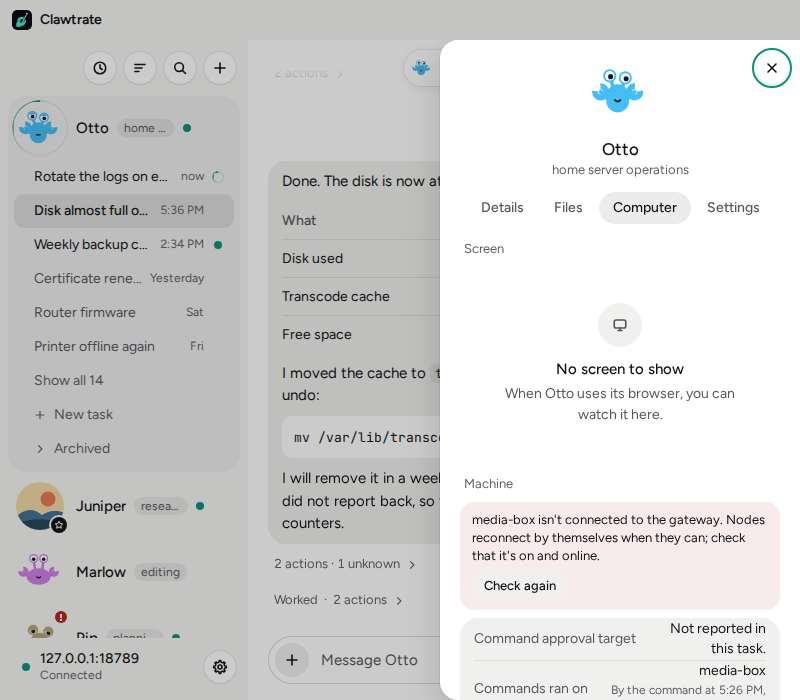 Clawtrate
Otto home ...
Rotate the logs on e... now
Disk almost full o... 5:36 PM
Weekly backup c... 2:34 PM
Certificate rene... Yesterday
Router firmware Sat
Printer offline again Fri
Show all 14
New task
Archived
Juniper resea...
Marlow editing
127.0.0.1:18789
Connected
2 actions
Done. The disk is now
What
Disk used
Transcode cache
Free space
I moved the cache to
undo:
mv /var/lib/transc
I will remove it in a
did not report back, so
counters.
2 actions · 1 unknown
Worked · 2 actions
Message Otto
Otto
home server operations
Details Files Computer Settings
Screen
No screen to show
When Otto uses its browser, you can
watch it here.
Machine
media-box isn't connected to the gateway. Nodes
reconnect by themselves when they can; check
that it's on and online.
Check again
Command approval target Not reported in
this task.
Commands ran on media-box
By the command at 5:26 PM,